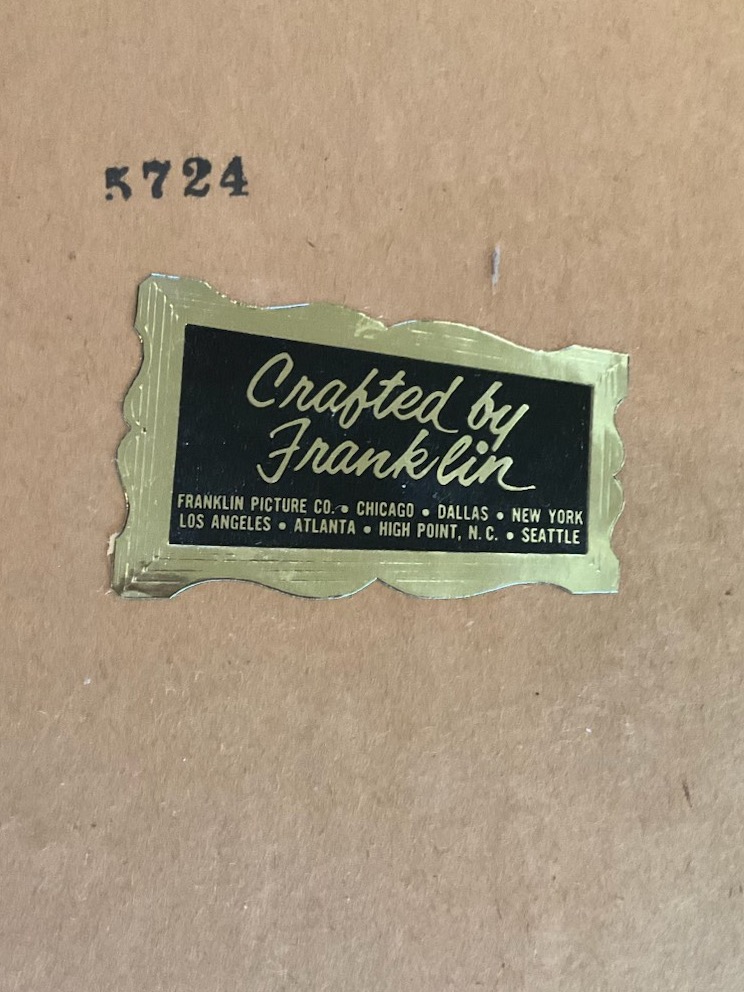 5724
Crafted by
Franklin
FRANKLIN PICTURE CO. • CHICAGO • DALLAS • NEW YORK
LOS ANGELES • ATLANTA • HIGH POINT, N.C. • SEATTLE